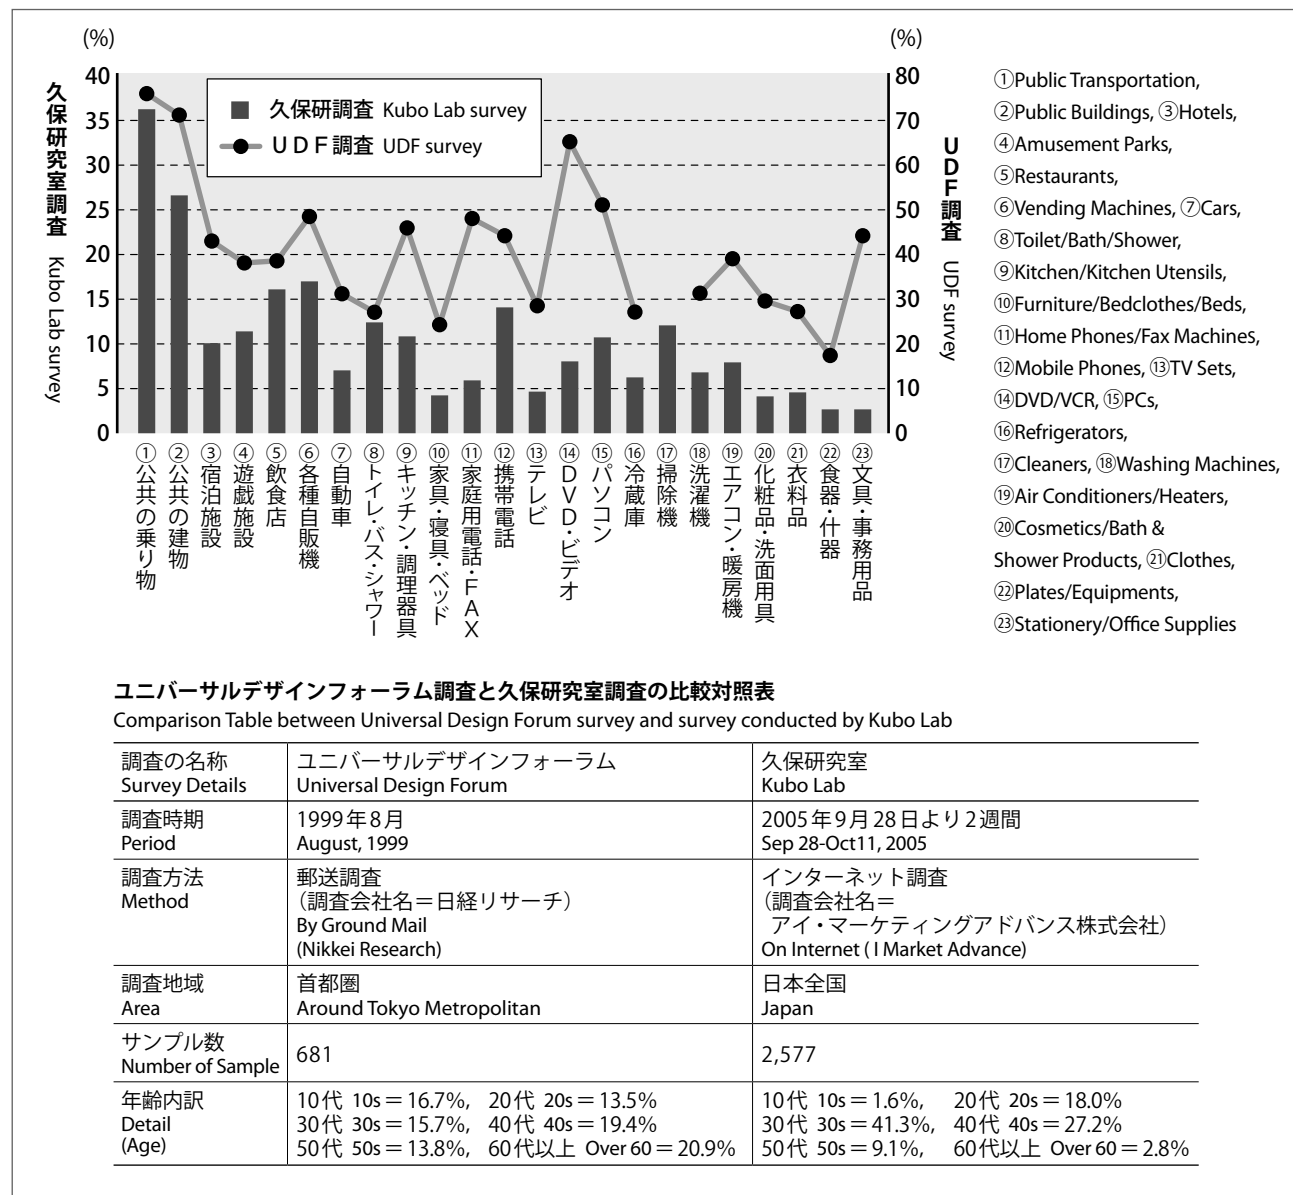 (%)
(%)
40
35
30
25
20
15
10
5
0
久保研究室調査 Kubo Lab survey
久保研調査 Kubo Lab survey
UDF調査 UDF survey
80
70
60
50
40
30
20
10
0
UDF調査 UDF survey
①公共の乗り物
②公共の建物
③宿泊施設
④遊戯施設
⑤飲食店
⑥各種自販機
⑦自動車
⑧トイレ・バス・シャワー
⑨キッチン・調理器具
⑩家具・寝具・ベッド
⑪家庭用電話・FAX
⑫携帯電話
⑬テレビ
⑭DVD・ビデオ
⑮パソコン
⑯冷蔵庫
⑰掃除機
⑱洗濯機
⑲エアコン・暖房機
⑳化粧品・洗面用具
㉑衣料品
㉒食器・什器
㉓文具・事務用品
①Public Transportation,
②Public Buildings, ③Hotels,
④Amusement Parks,
⑤Restaurants,
⑥Vending Machines, ⑦Cars,
⑧Toilet/Bath/Shower,
⑨Kitchen/Kitchen Utensils,
⑩Furniture/Bedclothes/Beds,
⑪Home Phones/Fax Machines,
⑫Mobile Phones, ⑬TV Sets,
⑭DVD/VCR, ⑮PCs,
⑯Refrigerators,
⑰Cleaners, ⑱Washing Machines,
⑲Air Conditioners/Heaters,
⑳Cosmetics/Bath &
Shower Products, ㉑Clothes,
㉒Plates/Equipments,
㉓Stationery/Office Supplies
ユニバーサルデザインフォーラム調査と久保研究室調査の比較対照表
Comparison Table between Universal Design Forum survey and survey conducted by Kubo Lab
調査の名称
Survey Details
ユニバーサルデザインフォーラム
Universal Design Forum
久保研究室
Kubo Lab
調査時期
Period
1999年8月
August, 1999
2005年9月28日より2週間
Sep 28-Oct11, 2005
調査方法
Method
郵送調査
（調査会社名＝日経リサーチ）
By Ground Mail
(Nikkei Research)
インターネット調査
（調査会社名＝
アイ・マーケティングアドバンス株式会社）
On Internet ( I Market Advance)
調査地域
Area
首都圏
Around Tokyo Metropolitan
日本全国
Japan
サンプル数
Number of Sample
681
2,577
年齢内訳
Detail
(Age)
10代 10s＝16.7%, 20代 20s＝13.5%
30代 30s＝15.7%, 40代 40s＝19.4%
50代 50s＝13.8%, 60代以上 Over 60＝20.9%
10代 10s＝1.6%, 20代 20s＝18.0%
30代 30s＝41.3%, 40代 40s＝27.2%
50代 50s＝9.1%, 60代以上 Over 60＝2.8%